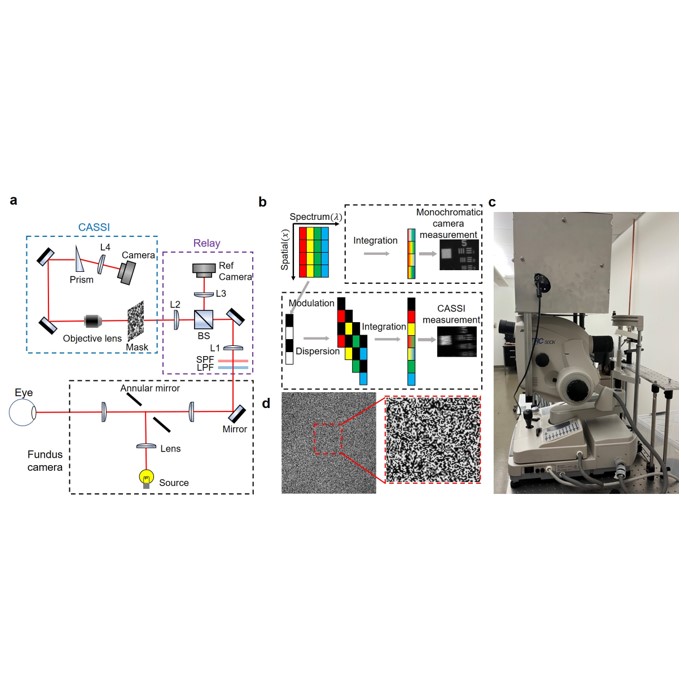 a
CASSI
L4
Camera
Prism
Objective lens
Mask
Relay
Ref
Camera
L3
L2
BS
L1
SPF
LPF
Eye
Annular mirror
Mirror
Lens
Fundus
camera
Source
b
Spectrum(λ)
Spatial(x)
Integration
Monochromatic
camera
measurement
5
Modulation
Dispersion
Integration
CASSI
measurement
d
c